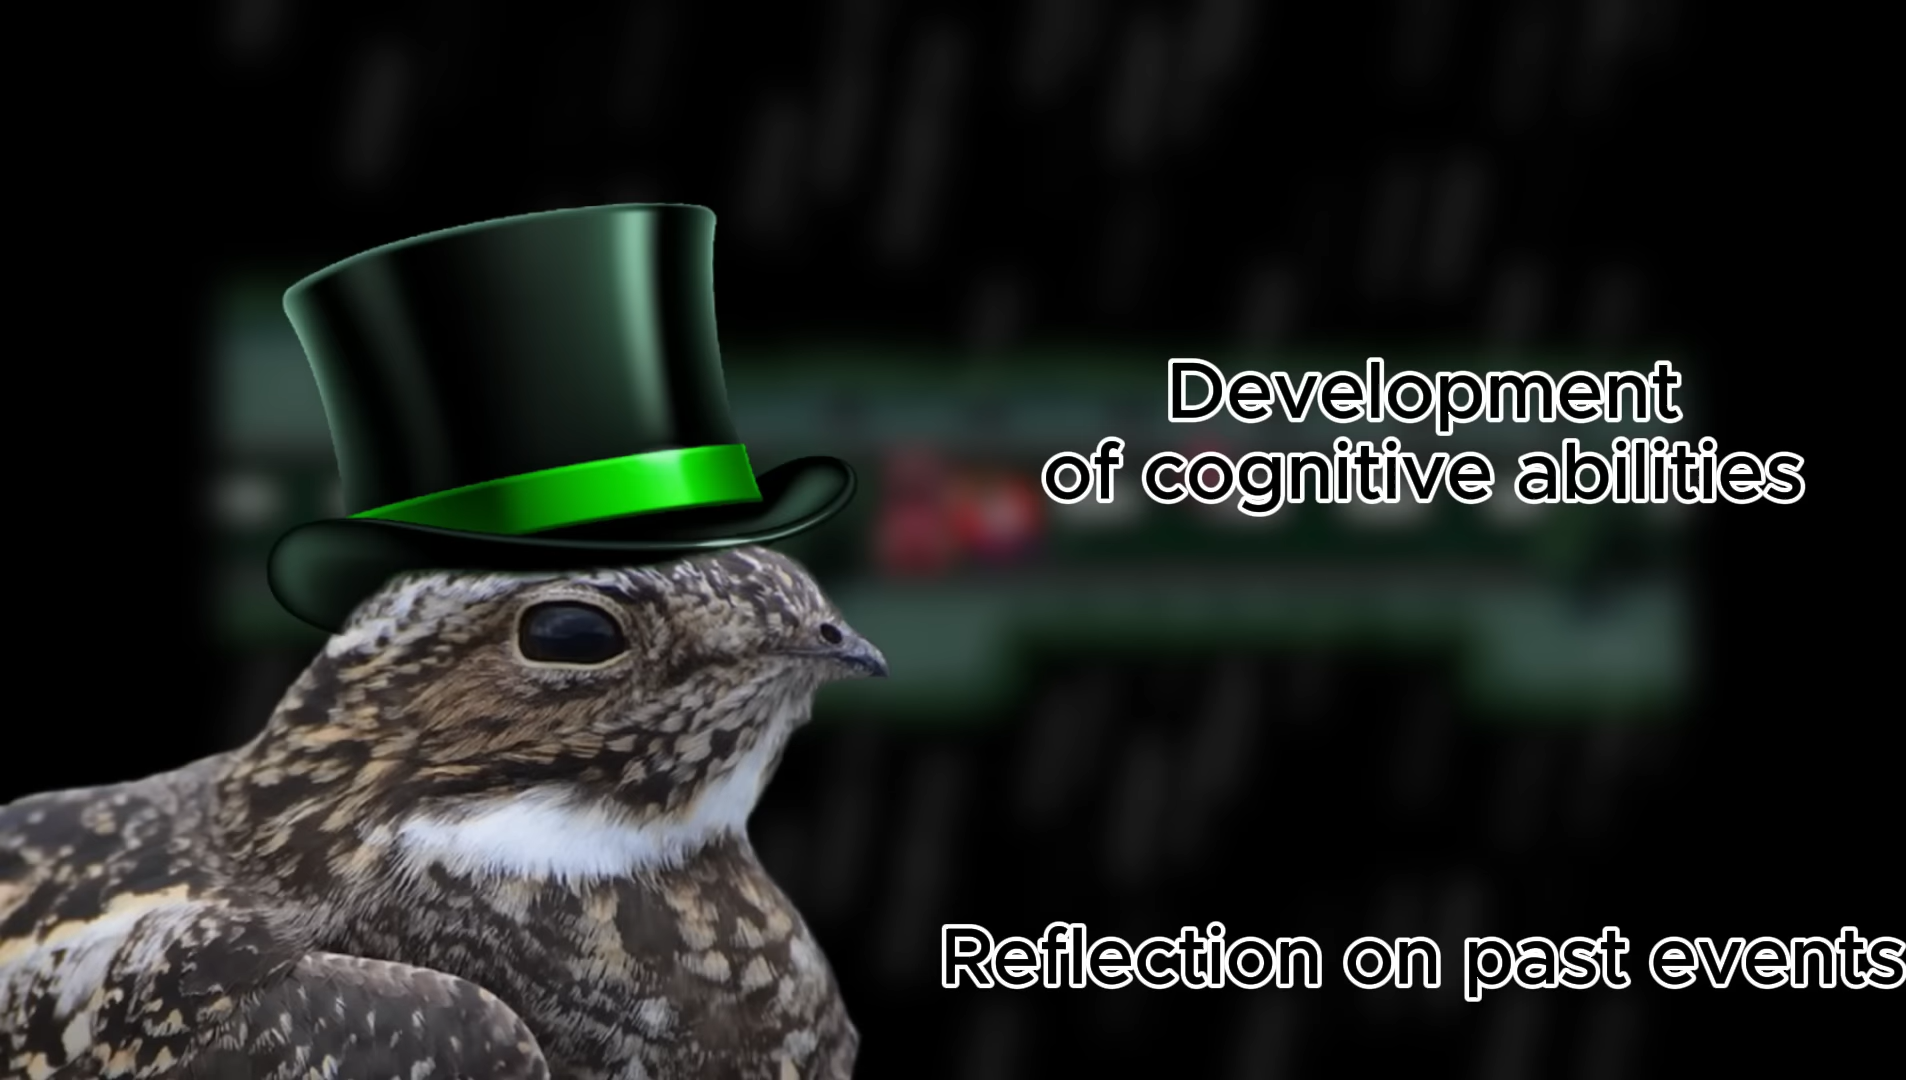 Development
of cognitive abilities
Reflection on past events